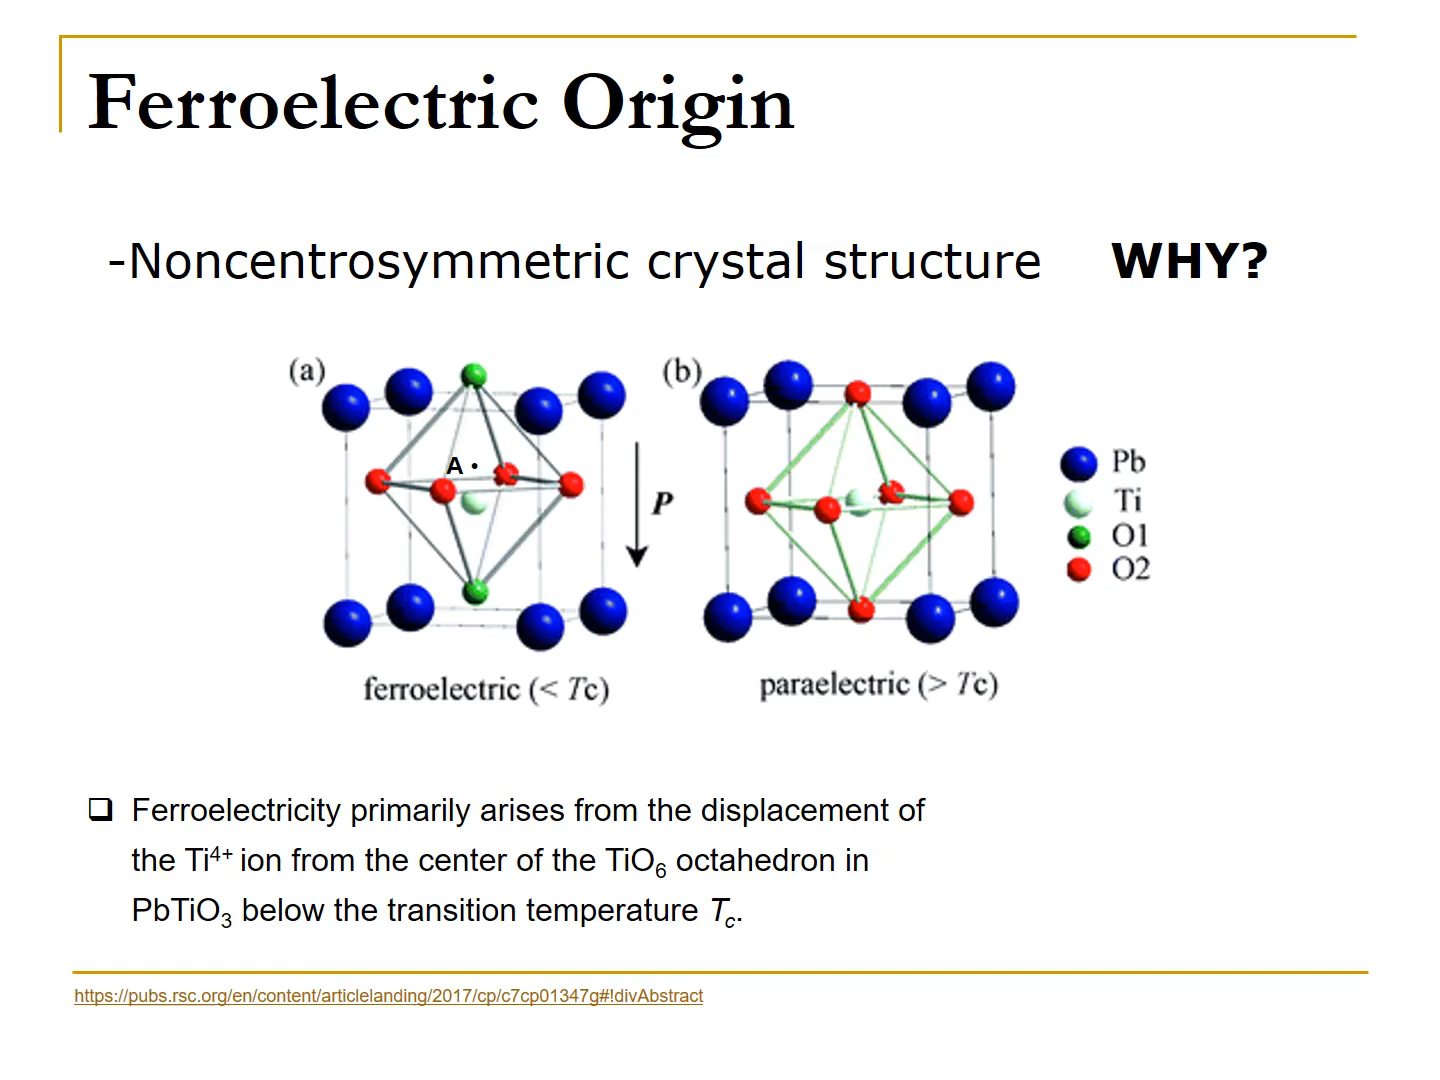 Ferroelectric Origin
-Noncentrosymmetric crystal structure WHY?
(a)
(b)
A •
P
Pb
Ti
O1
O2
ferroelectric (< Tc)
paraelectric (> Tc)
❑ Ferroelectricity primarily arises from the displacement of
the Ti⁴⁺ ion from the center of the TiO₆ octahedron in
PbTiO₃ below the transition temperature T꜀.
https://pubs.rsc.org/en/content/articlelanding/2017/cp/c7cp01347g#!divAbstract